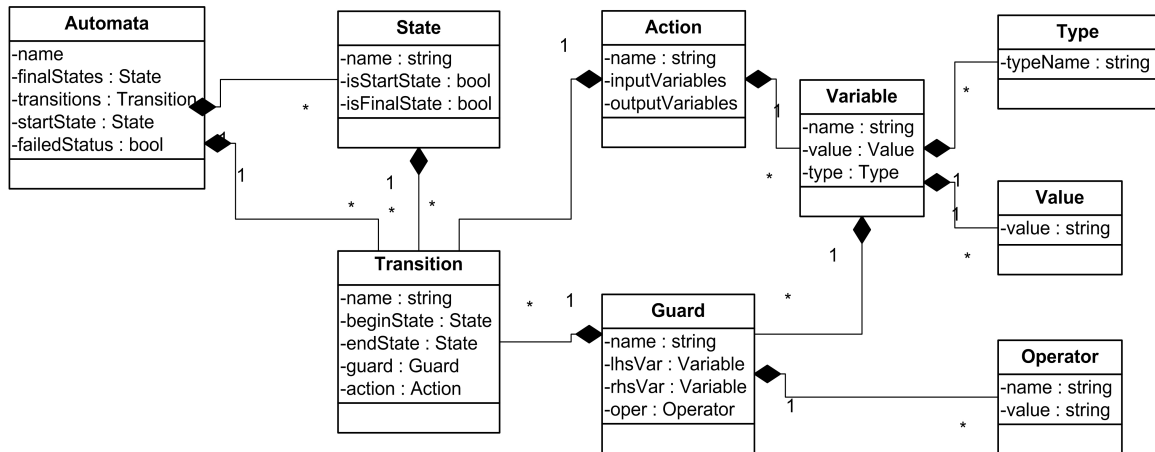 Automata
-name
-finalStates : State
-transitions : Transition
-startState : State
-failedStatus : bool
1
1
*
State
-name : string
-isStartState : bool
-isFinalState : bool
1
*
*
*
Transition
-name : string
-beginState : State
-endState : State
-guard : Guard
-action : Action
1
Action
-name : string
-inputVariables
-outputVariables
1
*
Variable
-name : string
-value : Value
-type : Type
1
1
*
*
Type
-typeName : string
Value
-value : string
1
*
*
1
Guard
-name : string
-lhsVar : Variable
-rhsVar : Variable
-oper : Operator
1
*
Operator
-name : string
-value : string